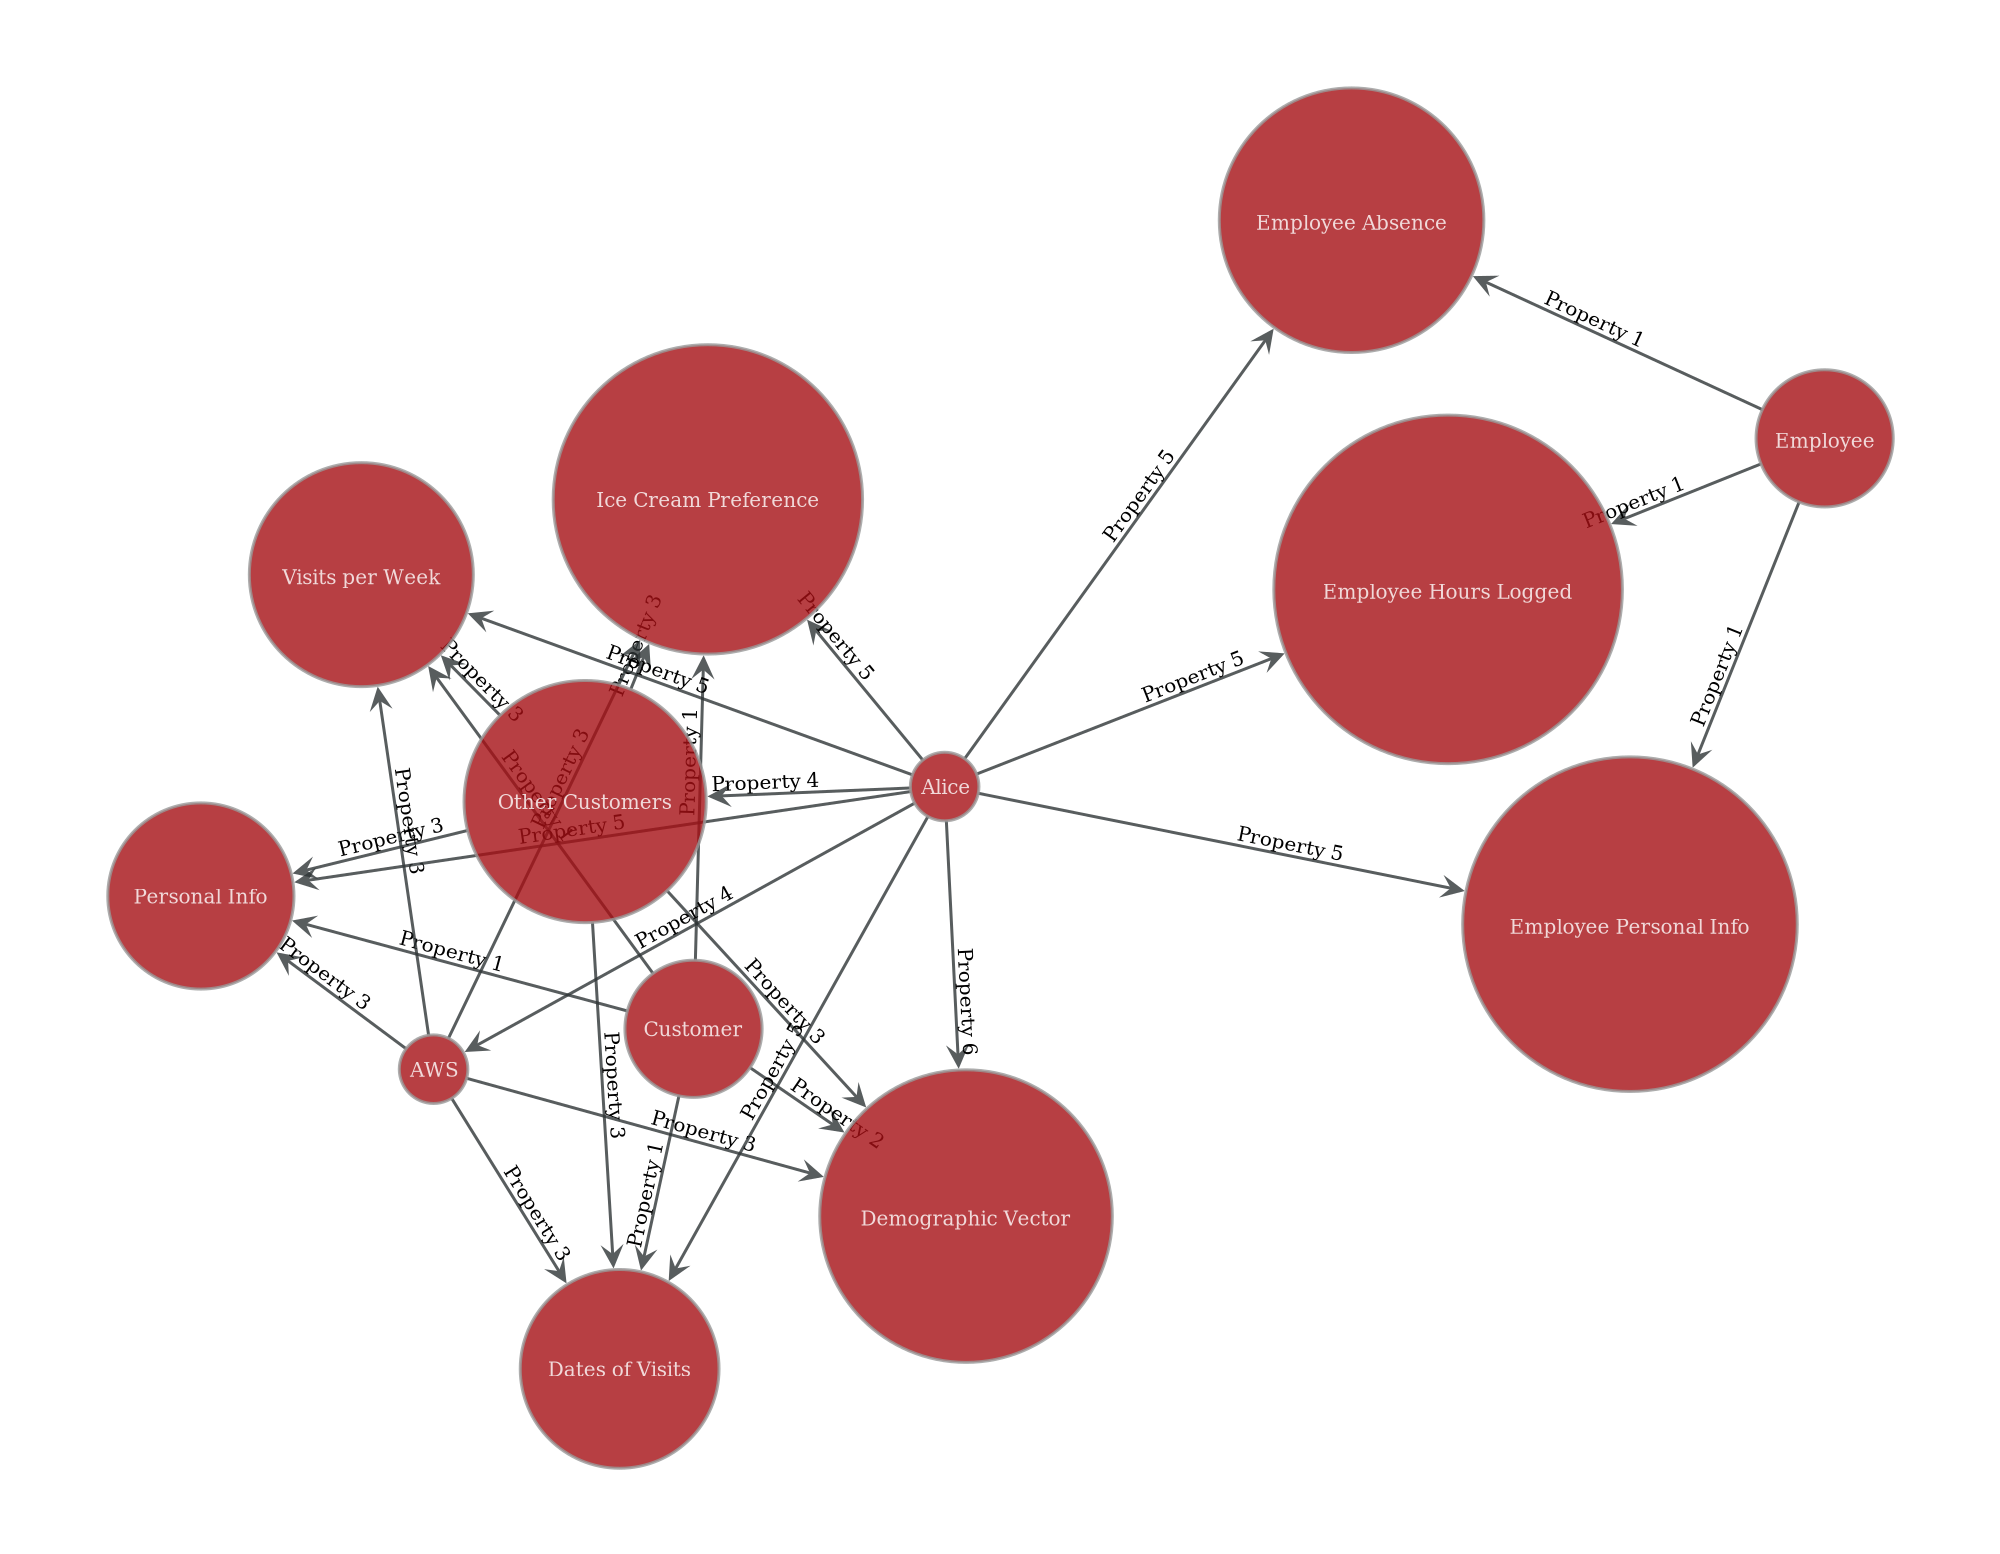 Employee Absence
Property 1
Employee
Property 5
Ice Cream Preference
Property 1
Visits per Week
Employee Hours Logged
Property 3
Property 5
Property 5
Property 3
Property 5
Property 1
Property 1
Property 3
Property 4
Alice
Other Customers
Property
Property 3
Property 5
Property 3
Property 5
Personal Info
Property 4
Employee Personal Info
Property 1
Property 3
Property 3
Property 6
Customer
AWS
Property 3
Property
Property 2
Property 3
Property 1
Property 3
Demographic Vector
Dates of Visits